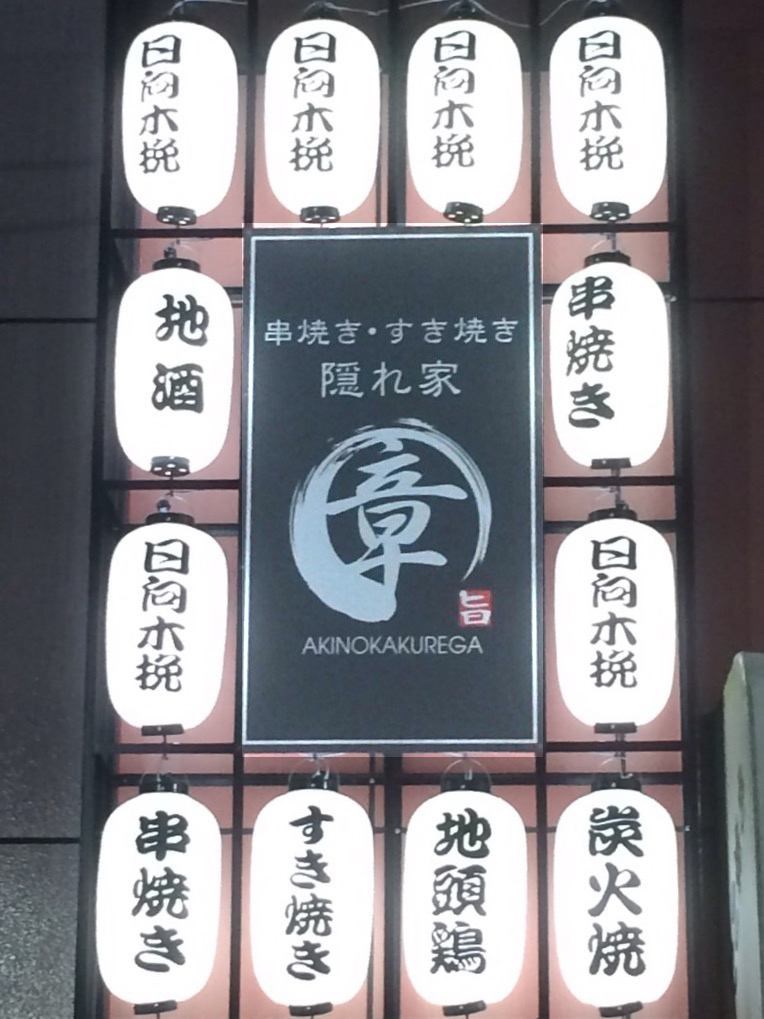 日向木挽
日向木挽
日向木挽
日向木挽
地酒
串焼き・すき焼き
隠れ家
章
旨
AKINOKAKUREGA
串焼き
日向木挽
日向木挽
串焼き
すき焼き
地頭鶏
炭火焼